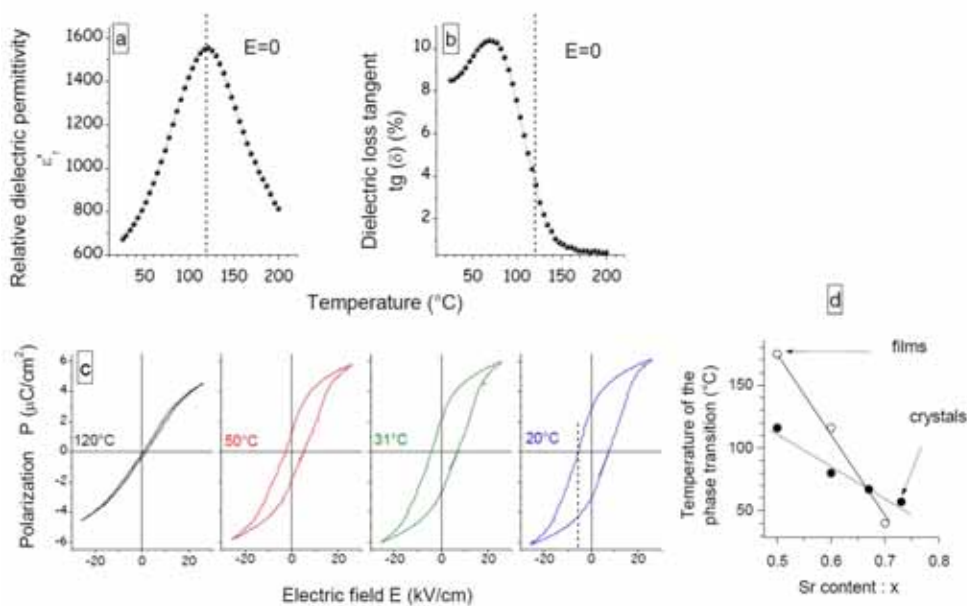 a
E=0
Relative dielectric permittivity
ε'r
1600
1400
1200
1000
800
600
50
100
150
200
b
E=0
Dielectric loss tangent
tg (δ) (%)
10
8
6
4
2
50
100
150
200
Temperature (°C)
c
Polarization P (µC/cm²)
6
4
2
0
-2
-4
-6
120°C
50°C
31°C
20°C
-20
0
20
-20
0
20
-20
0
20
-20
0
20
Electric field E (kV/cm)
d
films
crystals
Temperature of the
phase transition (°C)
150
100
50
0.5
0.6
0.7
0.8
Sr content : x